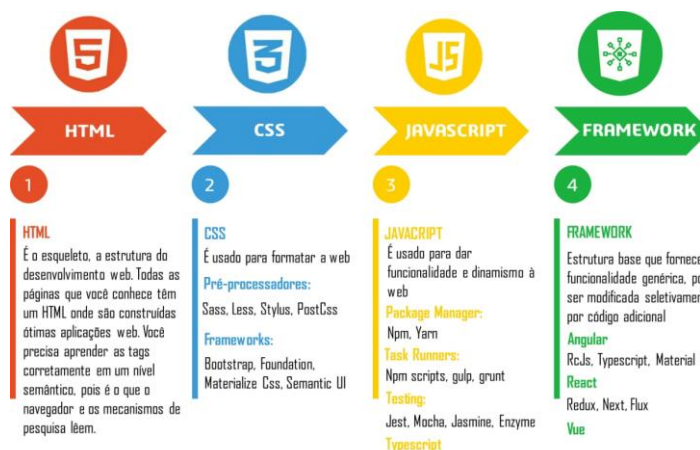 5
3
JS
HTML
CSS
JAVASCRIPT
FRAMEWORK
1
2
3
4
HTML
É o esqueleto, a estrutura do
desenvolvimento web. Todas as
páginas que você conhece têm
um HTML onde são construídas
ótimas aplicações web. Você
precisa aprender as tags
corretamente em um nível
semântico, pois é o que o
navegador e os mecanismos de
pesquisa lêem.
CSS
É usado para formatar a web
Pré-processadores:
Sass, Less, Stylus, PostCss
Frameworks:
Bootstrap, Foundation,
Materialize Css, Semantic UI
JAVACRIPT
É usado para dar
funcionalidade e dinamismo à
web
Package Manager:
Npm, Yarn
Task Runners:
Npm scripts, gulp, grunt
Testing:
Jest, Mocha, Jasmine, Enzyme
Typescript
FRAMEWORK
Estrutura base que fornece
funcionalidade genérica, po
ser modificada seletivame
por código adicional
Angular
RcJs, Typescript, Material
React
Redux, Next, Flux
Vue